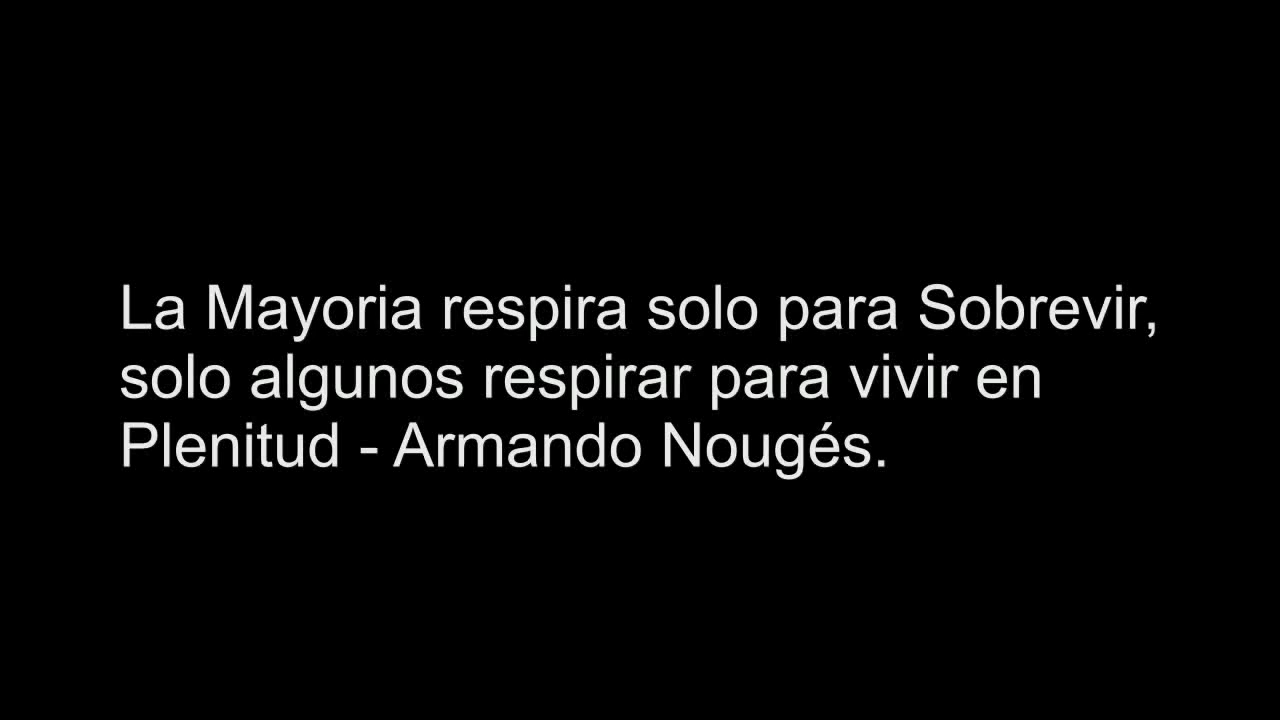 La Mayoria respira solo para Sobrevir,
solo algunos respirar para vivir en
Plenitud - Armando Nougés.